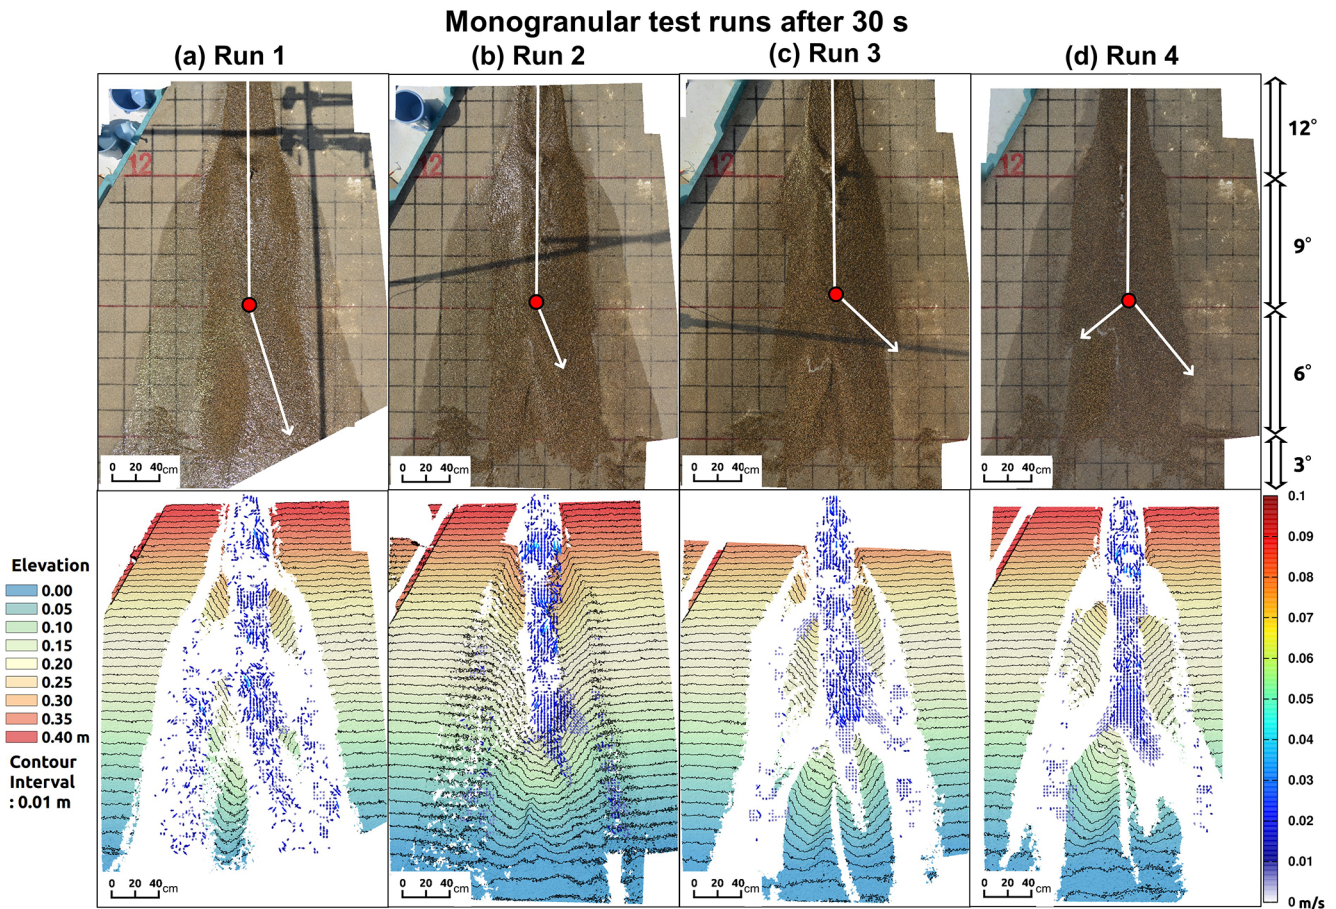 Monogranular test runs after 30 s
(a) Run 1
(b) Run 2
(c) Run 3
(d) Run 4
12
12
12
12
12°
9°
6°
3°
0 20 40cm
0 20 40cm
0 20 40cm
0 20 40cm
Elevation
0.00
0.05
0.10
0.15
0.20
0.25
0.30
0.35
0.40 m
Contour
Interval
: 0.01 m
0 20 40cm
0 20 40cm
0 20 40cm
0 20 40cm
0.1
0.09
0.08
0.07
0.06
0.05
0.04
0.03
0.02
0.01
0 m/s